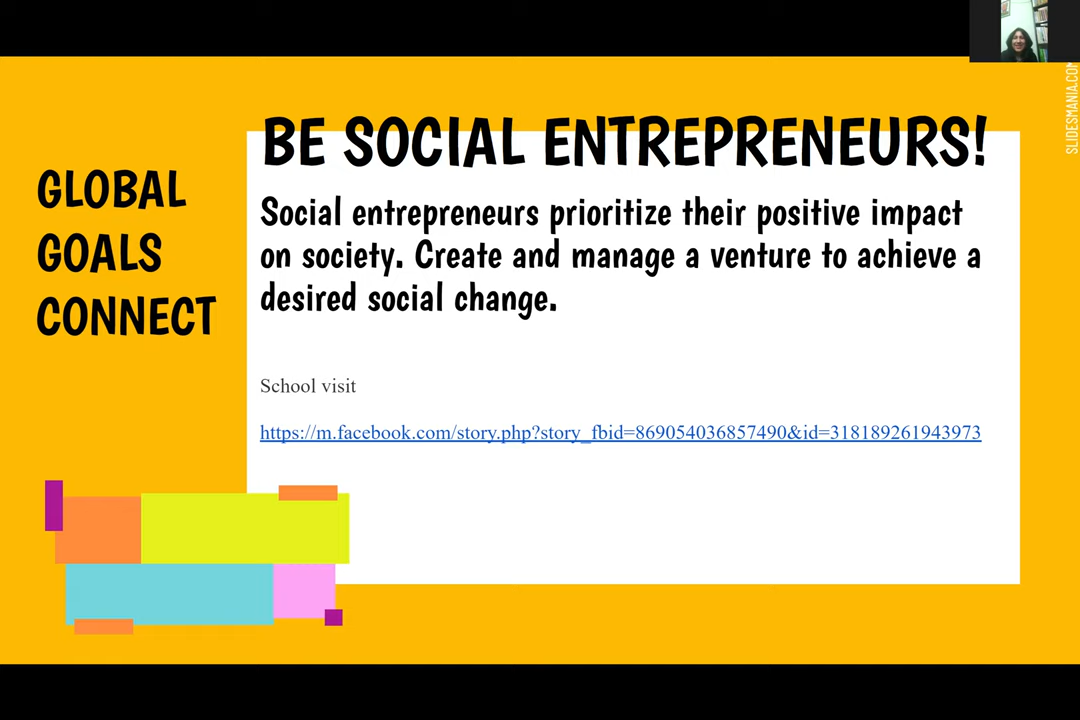 GLOBAL
GOALS
CONNECT
BE SOCIAL ENTREPRENEURS!
Social entrepreneurs prioritize their positive impact
on society. Create and manage a venture to achieve a
desired social change.
School visit
https://m.facebook.com/story.php?story_fbid=869054036857490&id=318189261943973
SLIDESMANIA.COM